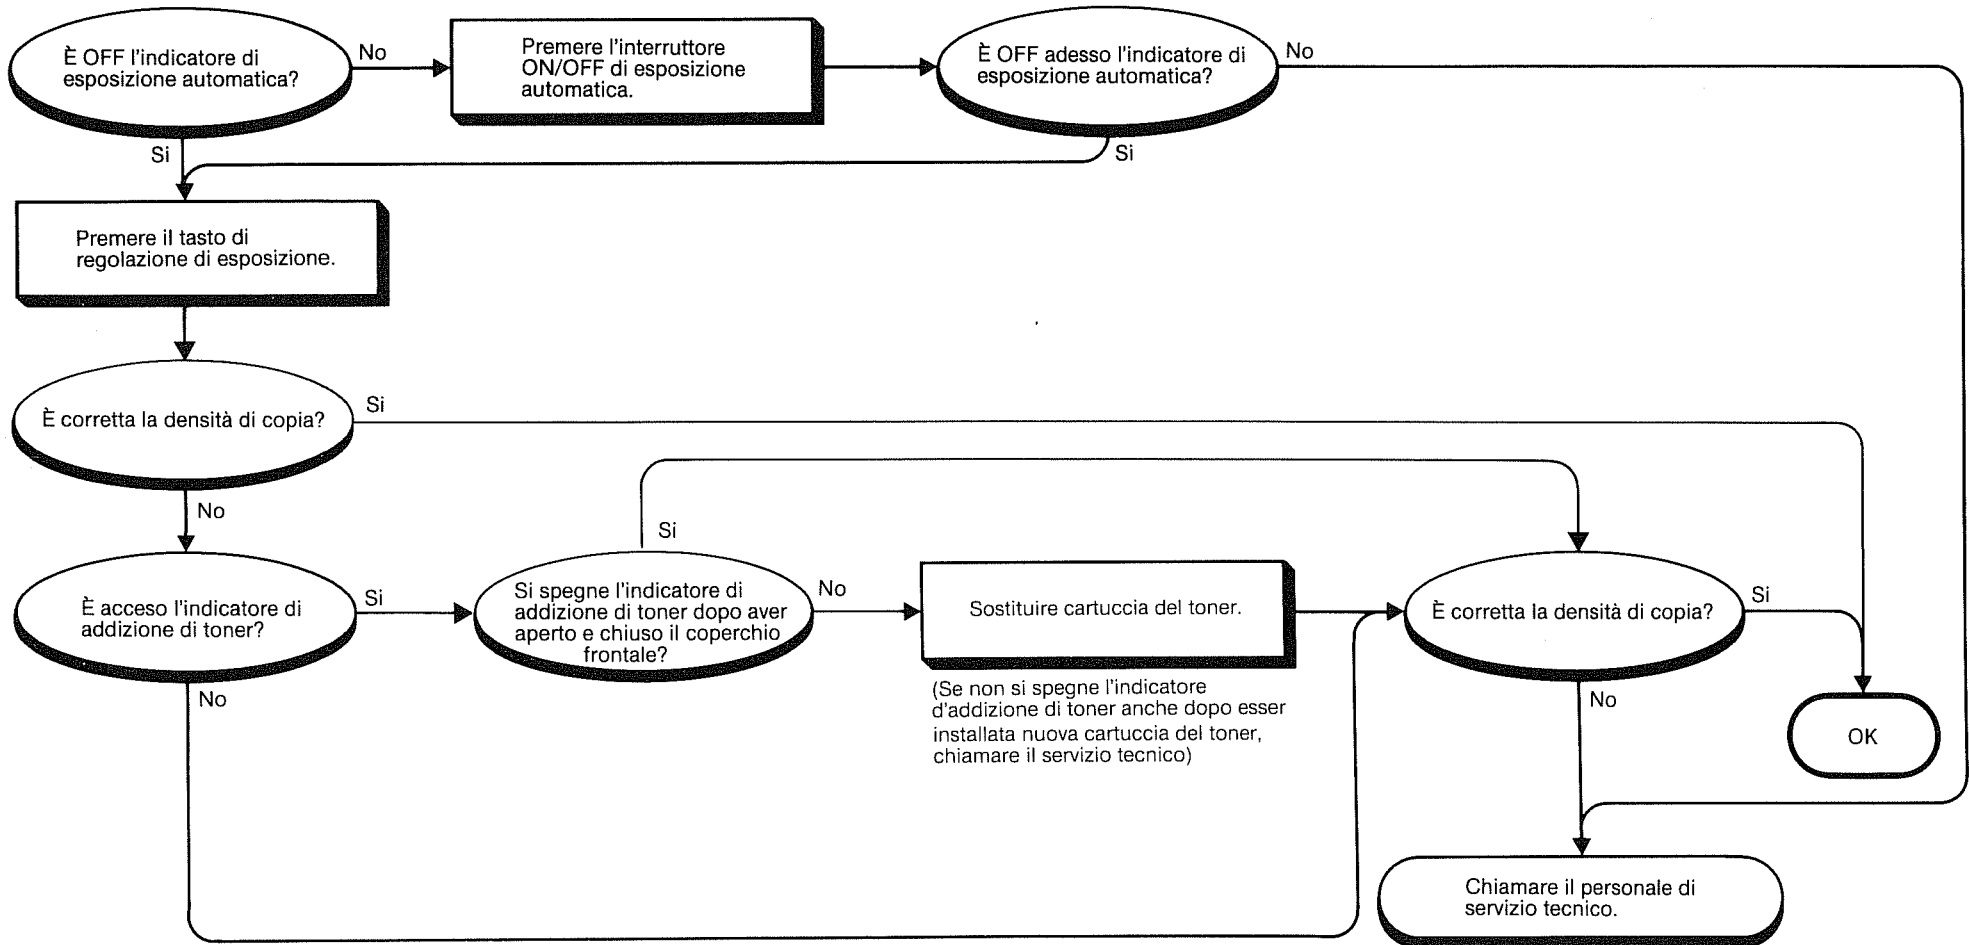 È OFF l'indicatore di
esposizione automatica?
No
Premere l'interruttore
ON/OFF di esposizione
automatica.
È OFF adesso l'indicatore di
esposizione automatica?
No
Si
Si
Premere il tasto di
regolazione di esposizione.
È corretta la densità di copia?
Si
No
È acceso l'indicatore di
addizione di toner?
Si
No
Si spegne l'indicatore di
addizione di toner dopo aver
aperto e chiuso il coperchio
frontale?
Si
No
Sostituire cartuccia del toner.
(Se non si spegne l'indicatore
d'addizione di toner anche dopo esser
installata nuova cartuccia del toner,
chiamare il servizio tecnico)
È corretta la densità di copia?
Si
No
OK
Chiamare il personale di
servizio tecnico.